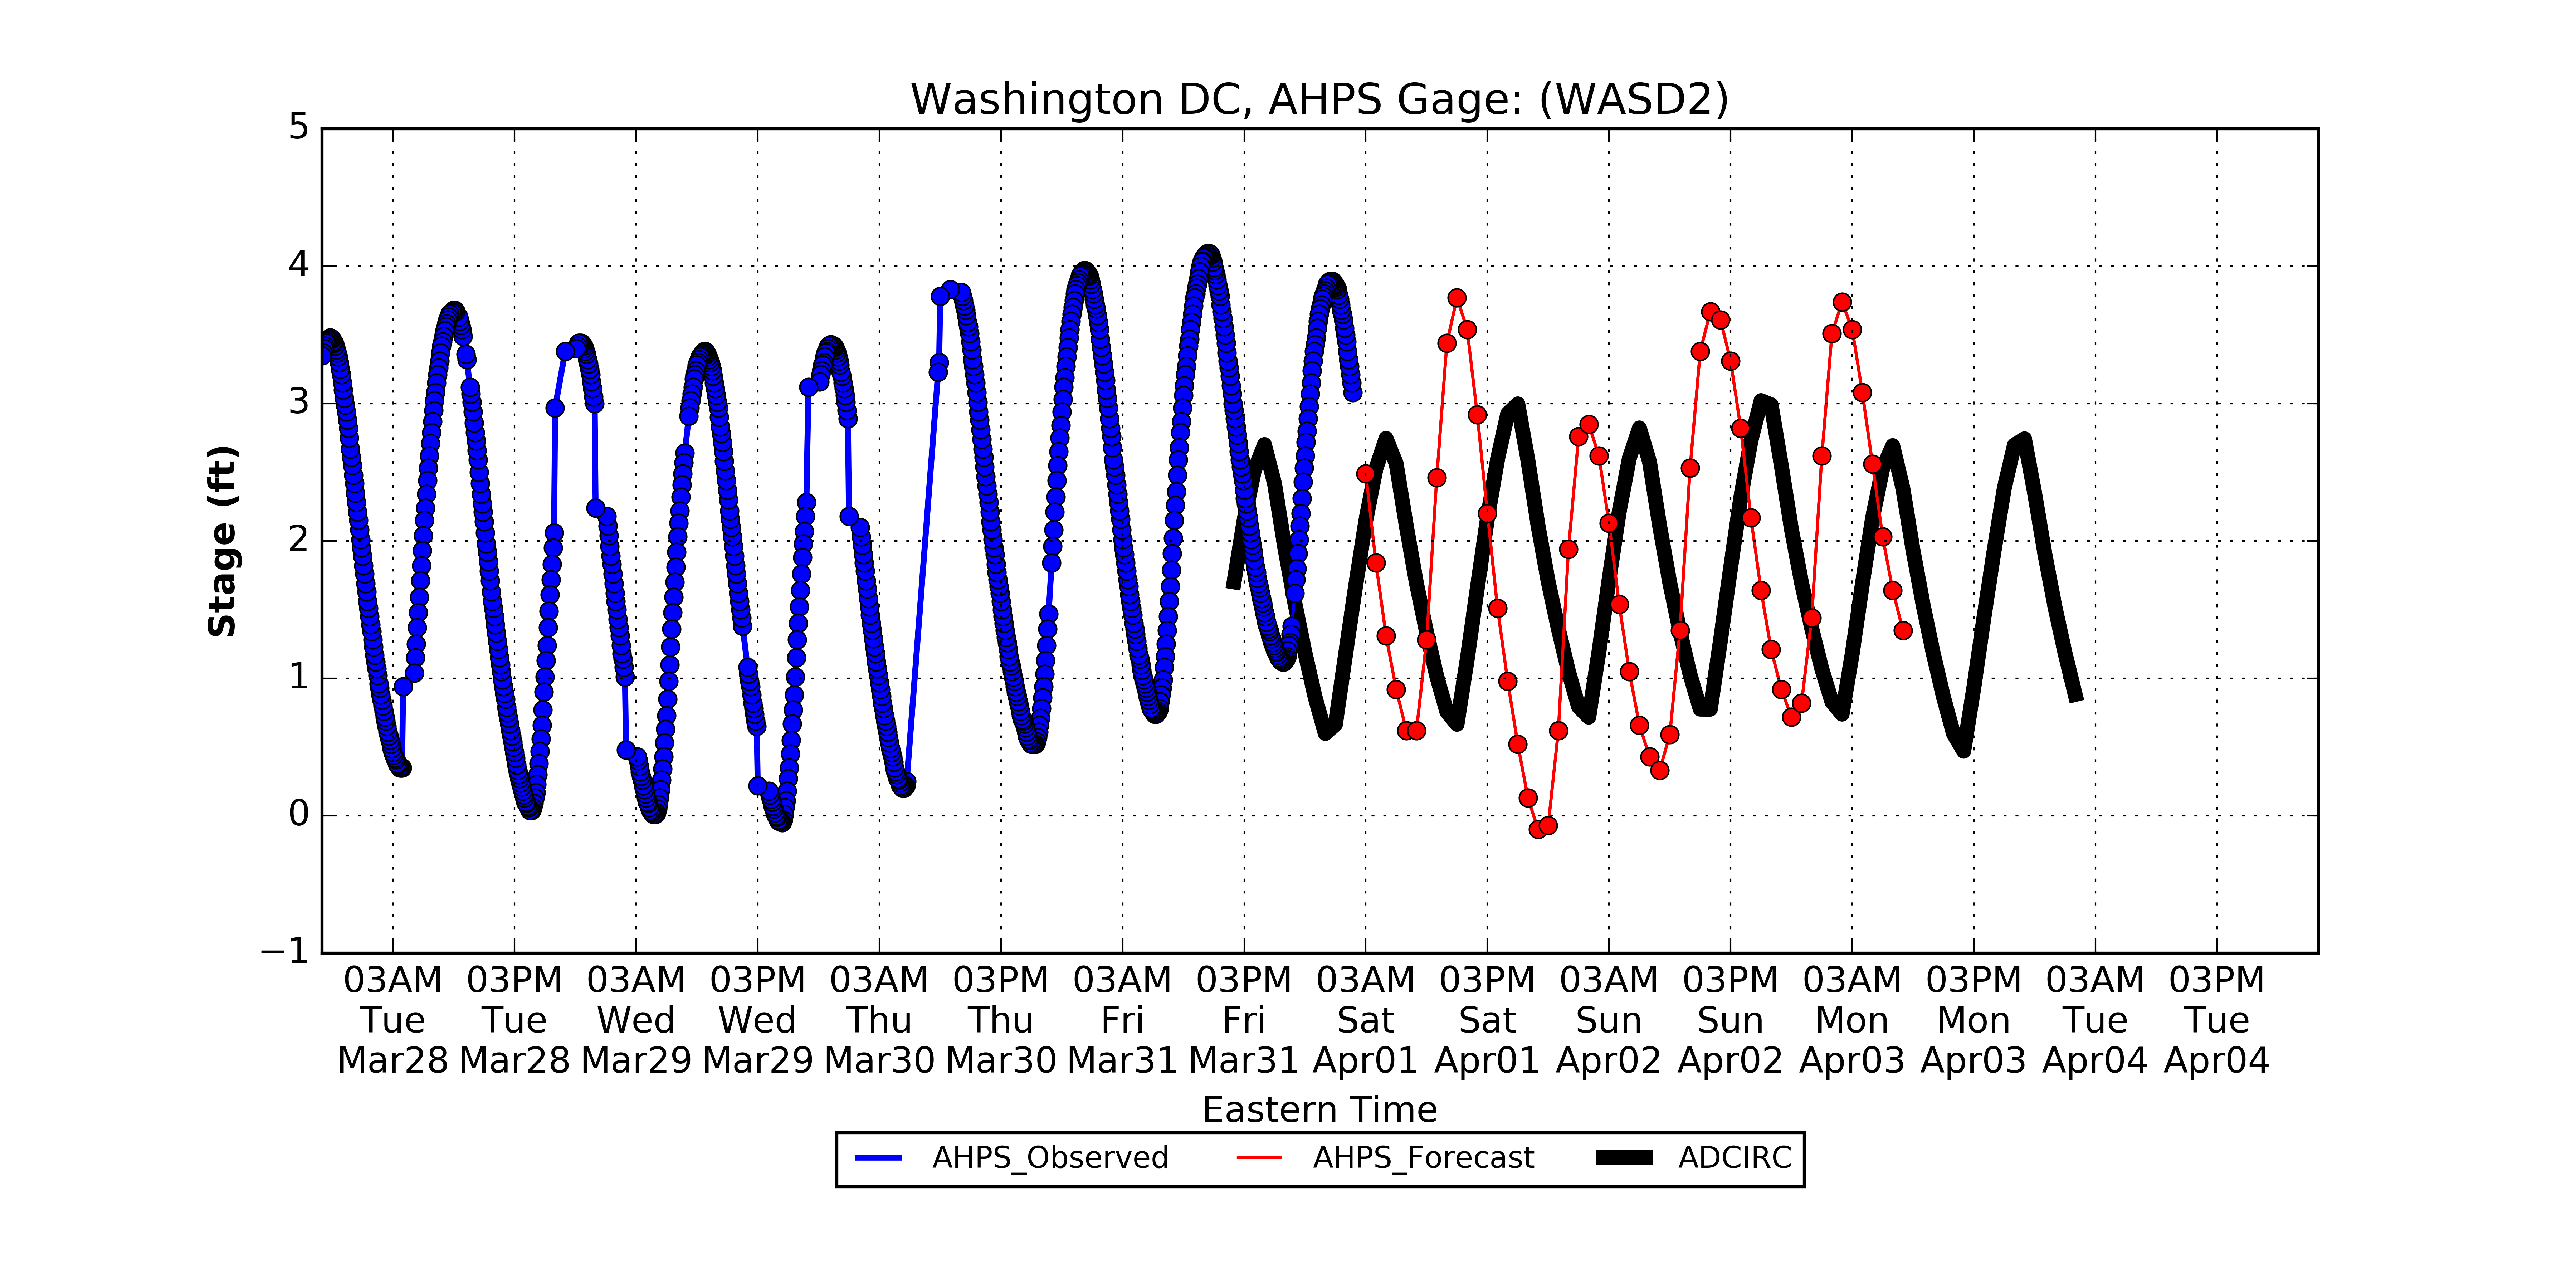 Washington DC, AHPS Gage: (WASD2)
5
4
3
2
1
0
−1
Stage (ft)
03AM 03PM 03AM 03PM 03AM 03PM 03AM 03PM 03AM 03PM 03AM 03PM 03AM 03PM 03AM 03PM
Tue Tue Wed Wed Thu Thu Fri Fri Sat Sat Sun Sun Mon Mon Tue Tue
Mar28 Mar28 Mar29 Mar29 Mar30 Mar30 Mar31 Mar31 Apr01 Apr01 Apr02 Apr02 Apr03 Apr03 Apr04 Apr04
Eastern Time
AHPS_Observed AHPS_Forecast ADCIRC